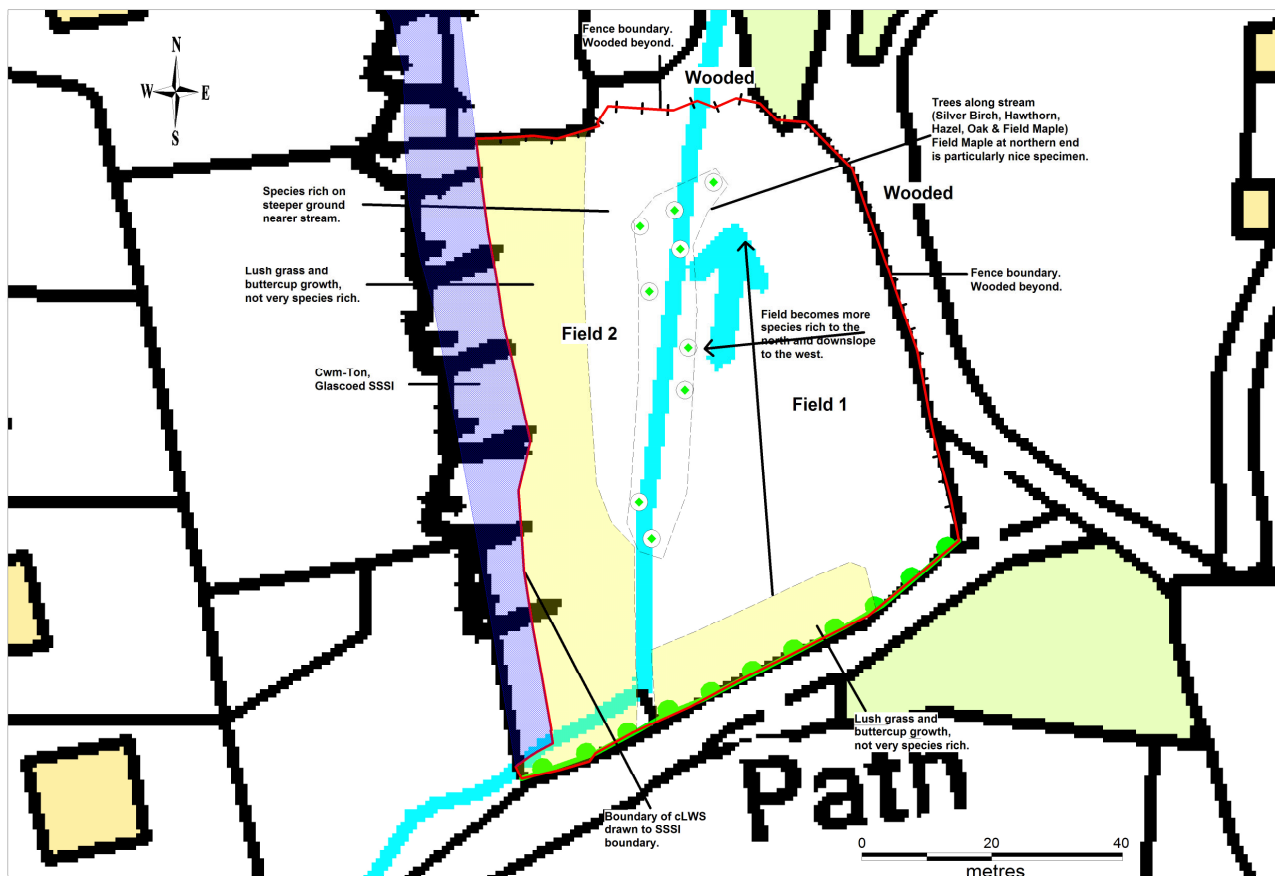 Fence boundary.
Wooded beyond.
N
W
E
S
Wooded
Trees along stream
(Silver Birch, Hawthorn,
Hazel, Oak & Field Maple)
Field Maple at northern end
is particularly nice specimen.
Species rich on
steeper ground
nearer stream.
Wooded
Lush grass and
buttercup growth,
not very species rich.
Fence boundary.
Wooded beyond.
Field 2
Field becomes more
species rich to the
north and downslope
to the west.
Cwm-Ton,
Glascoed SSSI
Field 1
Lush grass and
buttercup growth,
not very species rich.
Path
Boundary of cLWS
drawn to SSSI
boundary.
0
20
40
metres